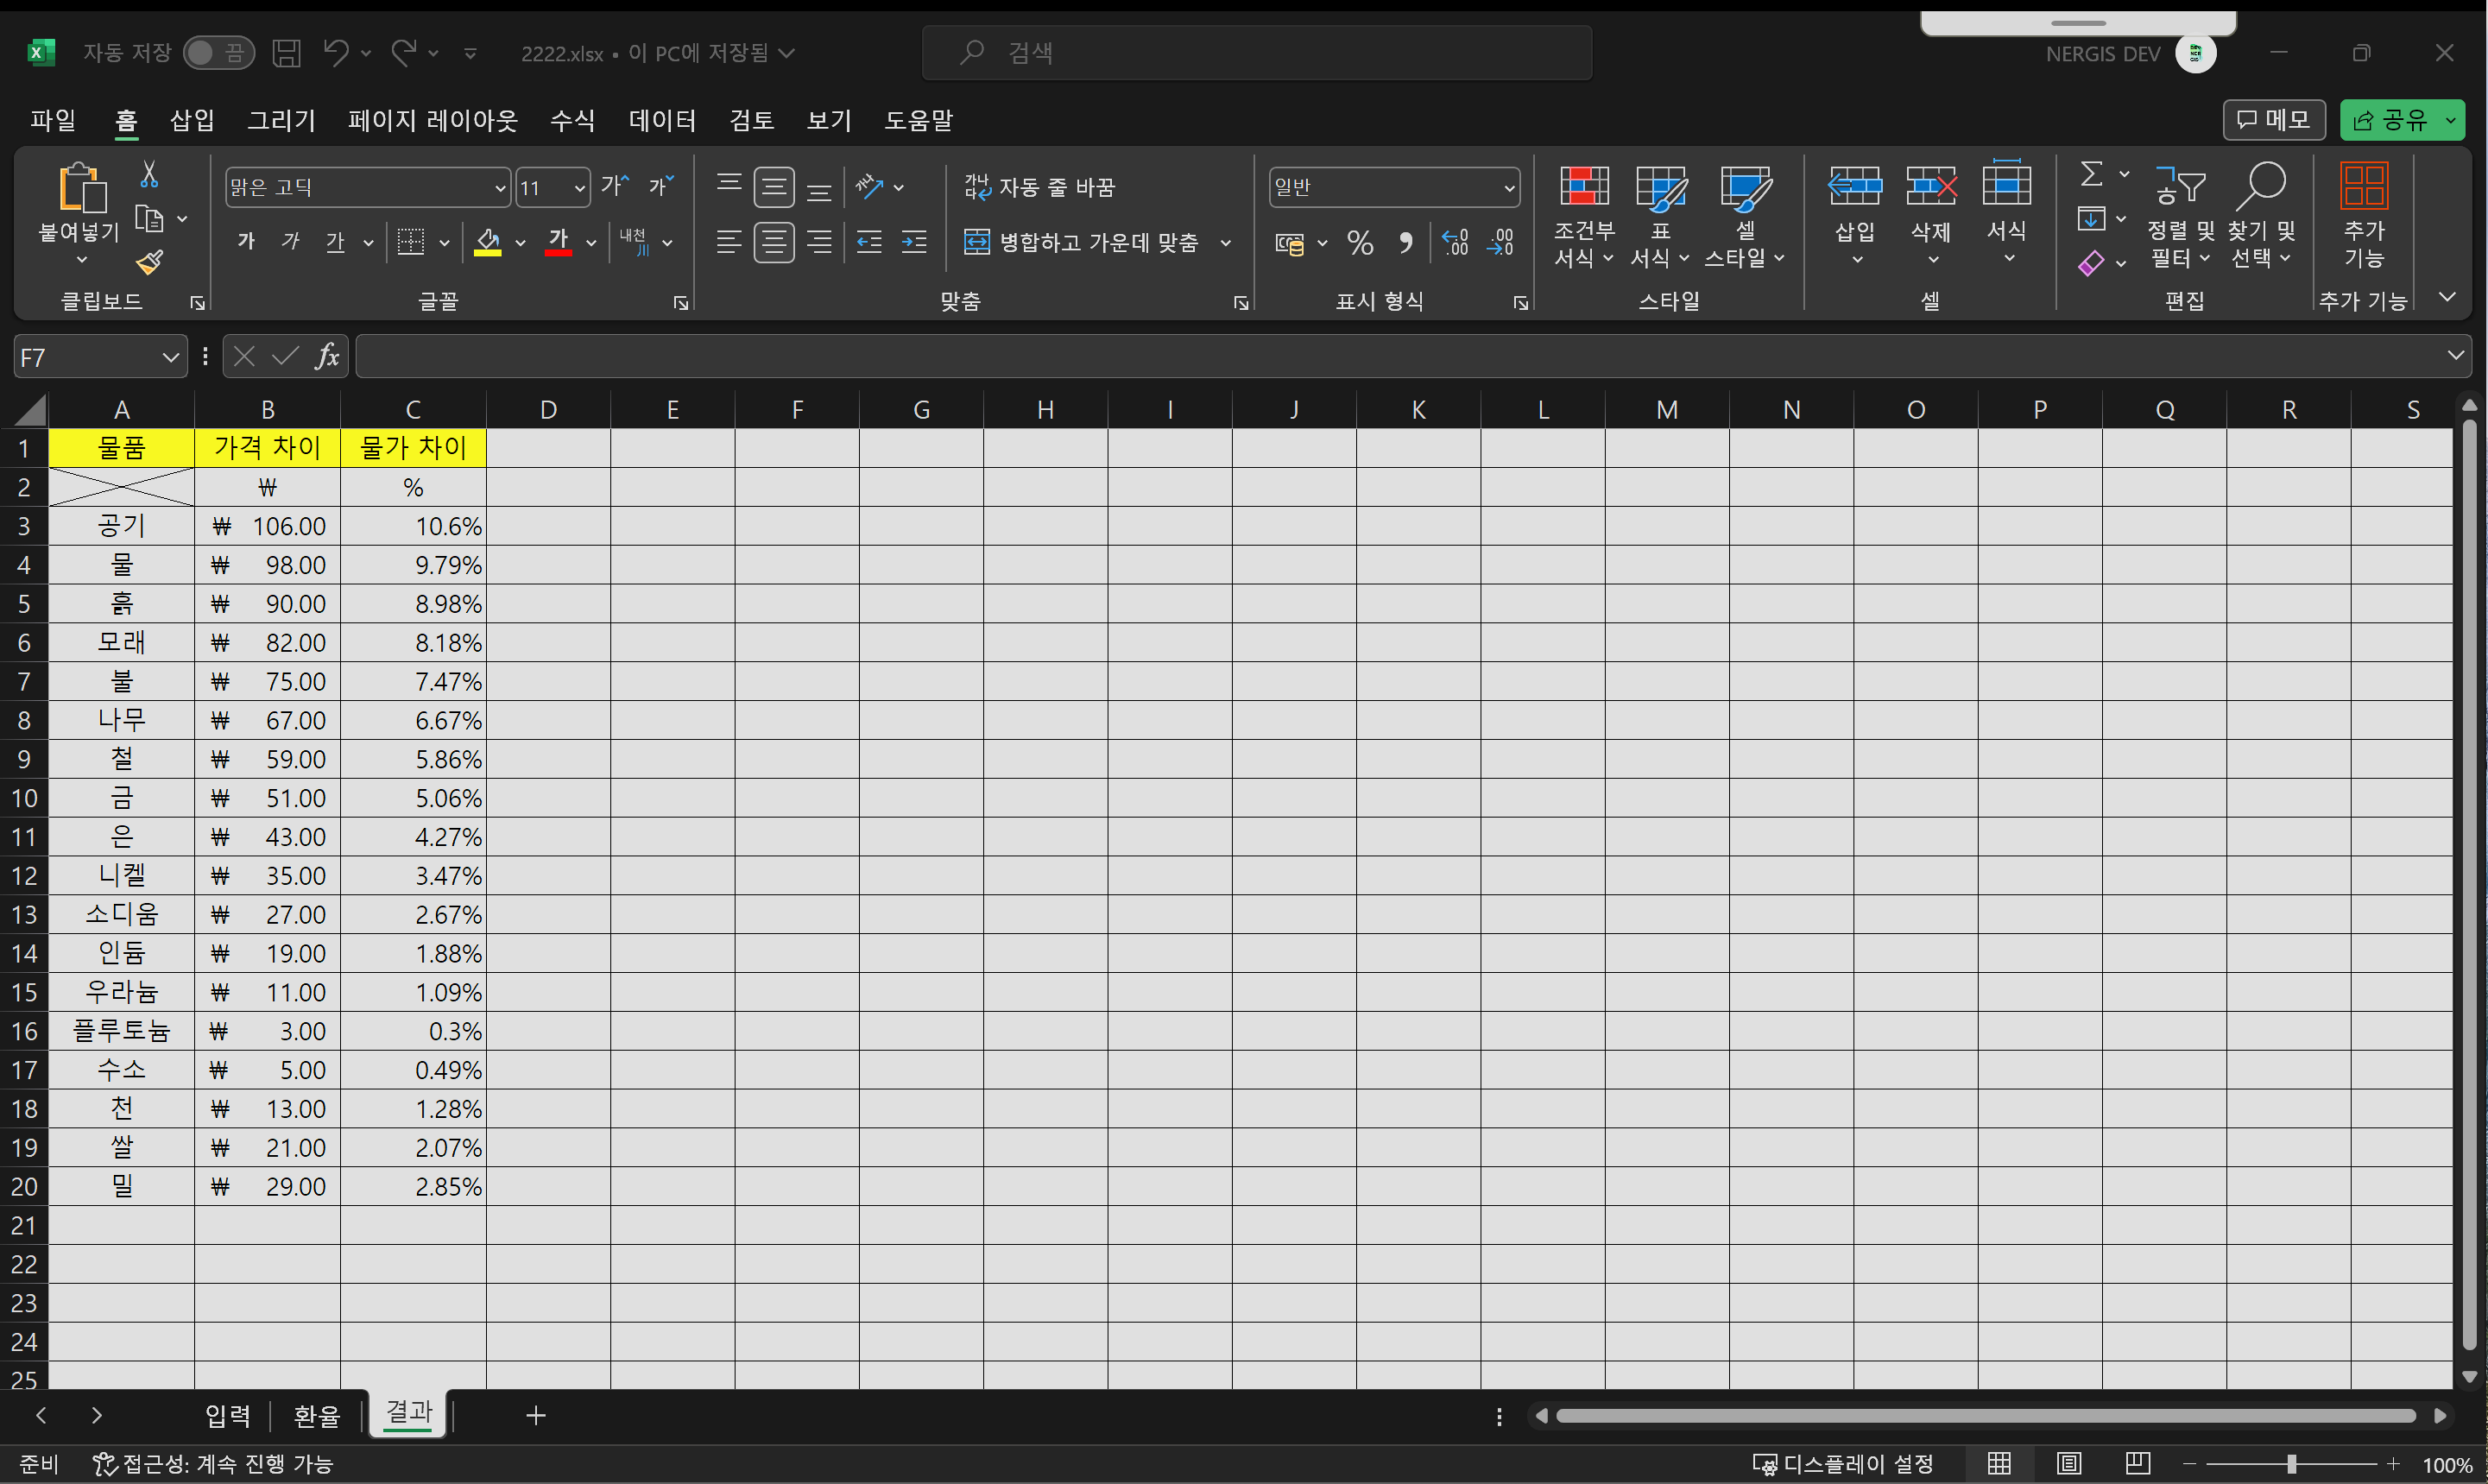 자동 저장 끔 2222.xlsx • 이 PC에 저장됨 검색 NERGIS DEV
파일 홈 삽입 그리기 페이지 레이아웃 수식 데이터 검토 보기 도움말 메모 공유
붙여넣기 맑은 고딕 11 가 가 자동 줄 바꿈 일반 조건부 서식 표 서식 셀 스타일 삽입 삭제 서식 정렬 및 필터 찾기 및 선택 추가 기능
가 가 가 가 내천 병합하고 가운데 맞춤 % .00 .00
클립보드 글꼴 맞춤 표시 형식 스타일 셀 편집 추가 기능
F7 fx
A B C D E F G H I J K L M N O P Q R S
1 물품 가격 차이 물가 차이
2 ₩ %
3 공기 ₩ 106.00 10.6%
4 물 ₩ 98.00 9.79%
5 흙 ₩ 90.00 8.98%
6 모래 ₩ 82.00 8.18%
7 불 ₩ 75.00 7.47%
8 나무 ₩ 67.00 6.67%
9 철 ₩ 59.00 5.86%
10 금 ₩ 51.00 5.06%
11 은 ₩ 43.00 4.27%
12 니켈 ₩ 35.00 3.47%
13 소디움 ₩ 27.00 2.67%
14 인듐 ₩ 19.00 1.88%
15 우라늄 ₩ 11.00 1.09%
16 플루토늄 ₩ 3.00 0.3%
17 수소 ₩ 5.00 0.49%
18 천 ₩ 13.00 1.28%
19 쌀 ₩ 21.00 2.07%
20 밀 ₩ 29.00 2.85%
21
22
23
24
25
입력 환율 결과
준비 접근성: 계속 진행 가능 디스플레이 설정 100%